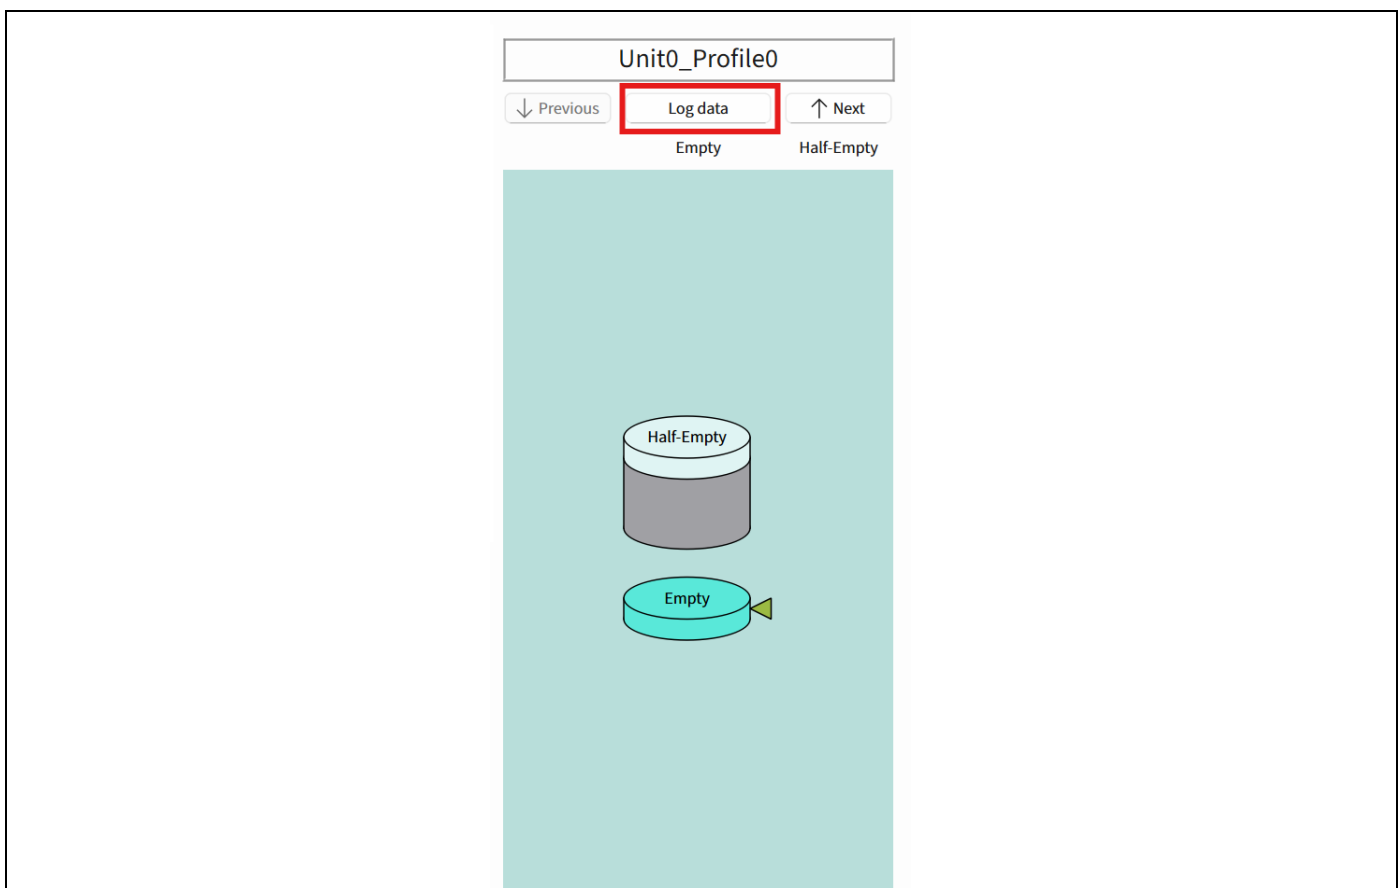 Unit0_Profile0
↓ Previous Log data ↑ Next
Empty Half-Empty
Half-Empty
Empty